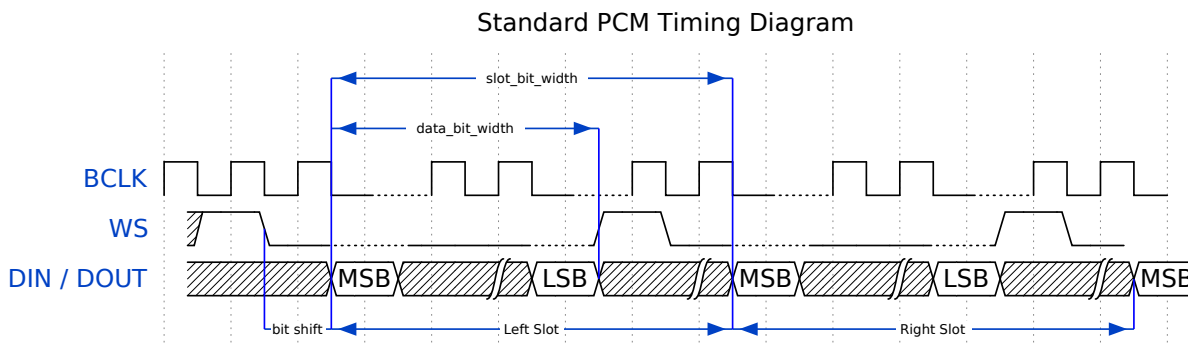 Standard PCM Timing Diagram
slot_bit_width
data_bit_width
BCLK
WS
DIN / DOUT
MSB
LSB
MSB
LSB
MSB
bit shift
Left Slot
Right Slot